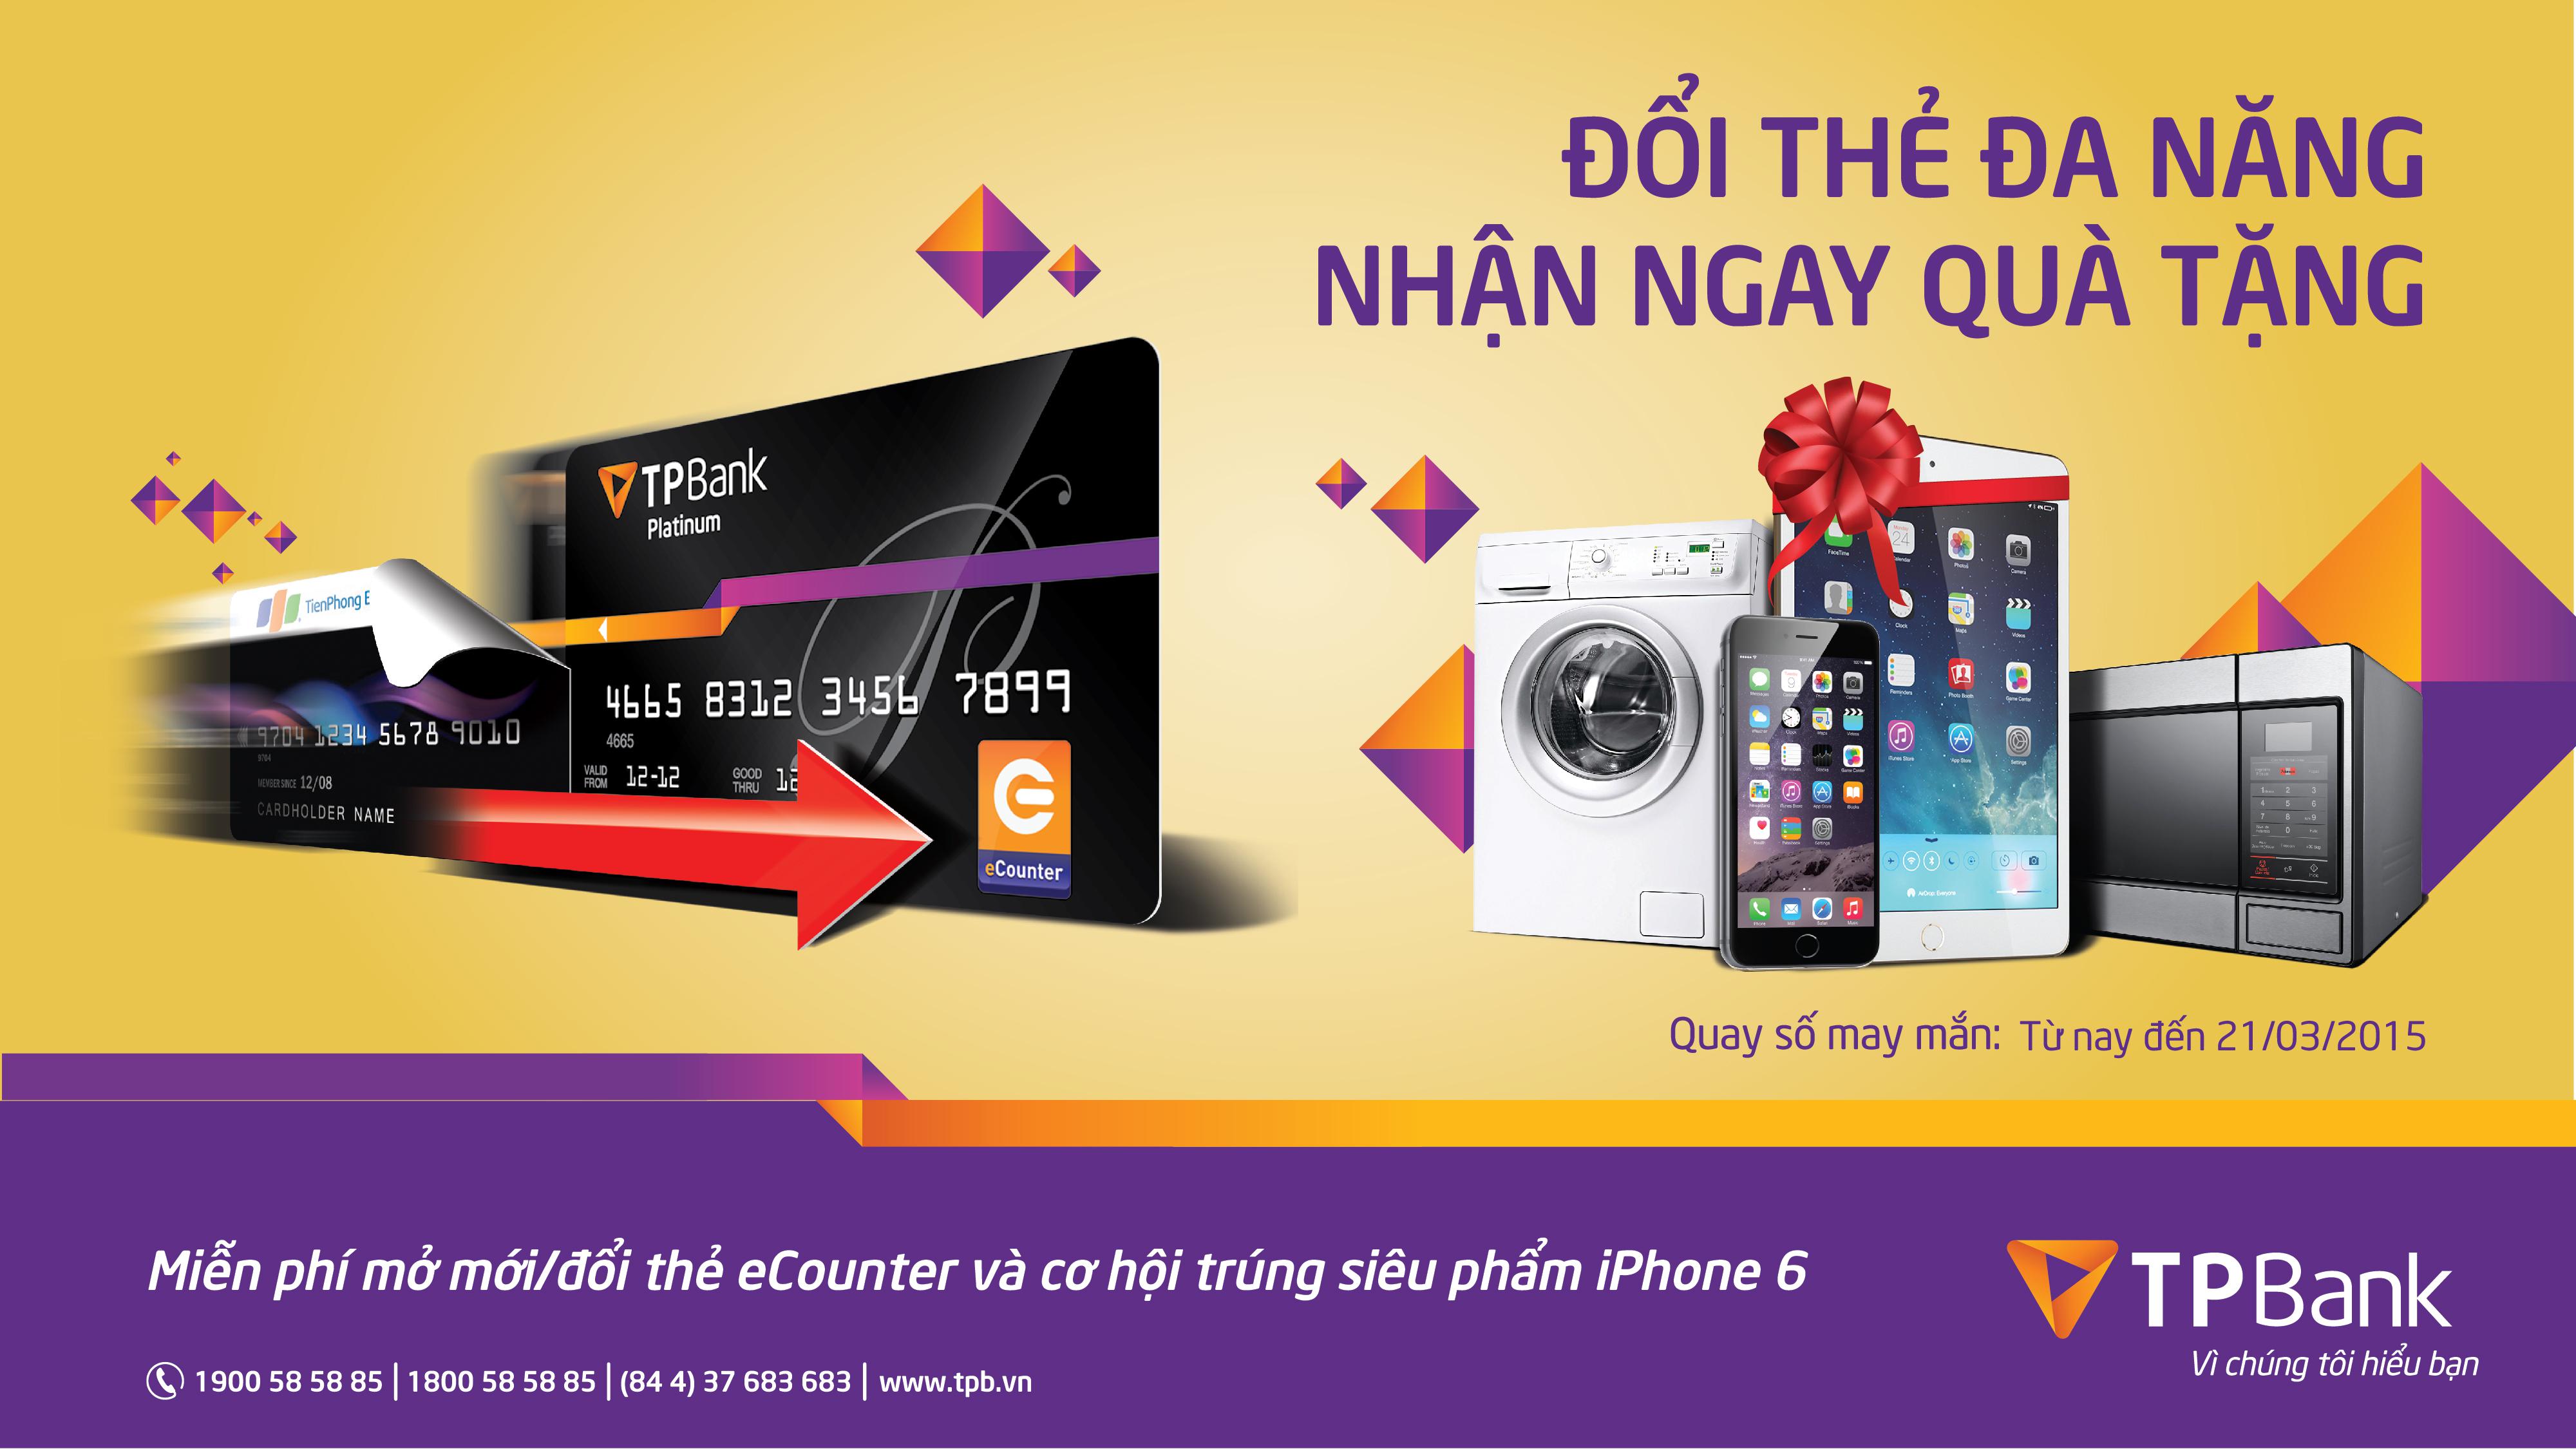 ĐỔI THẺ ĐA NĂNG
NHẬN NGAY QUÀ TẶNG
TPBank
Platinum
TienPhong
4665 8312 3456 7899
4665
VALID FROM 12-12 GOOD THRU
eCounter
9704 1234 5678 9010
9704
MEMBER SINCE 12/08
CARDHOLDER NAME
Quay số may mắn: Từ nay đến 21/03/2015
Miễn phí mở mới/đổi thẻ eCounter và cơ hội trúng siêu phẩm iPhone 6
1900 58 58 85 | 1800 58 58 85 | (84 4) 37 683 683 | www.tpb.vn
TPBank
Vì chúng tôi hiểu bạn